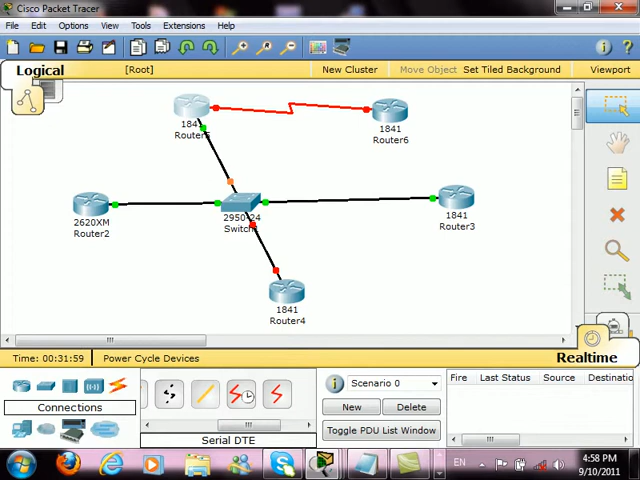 Cisco Packet Tracer
File Edit Options View Tools Extensions Help
Logical [Root] New Cluster Move Object Set Tiled Background Viewport
1841
1841
Router6
2620XM
Router2
2950-24
1841
Router3
1841
Router4
Time: 00:31:59 Power Cycle Devices Realtime
Scenario 0
Fire Last Status Source Destinatio
Connections
New Delete
Toggle PDU List Window
Serial DTE
EN
4:58 PM
9/10/2011